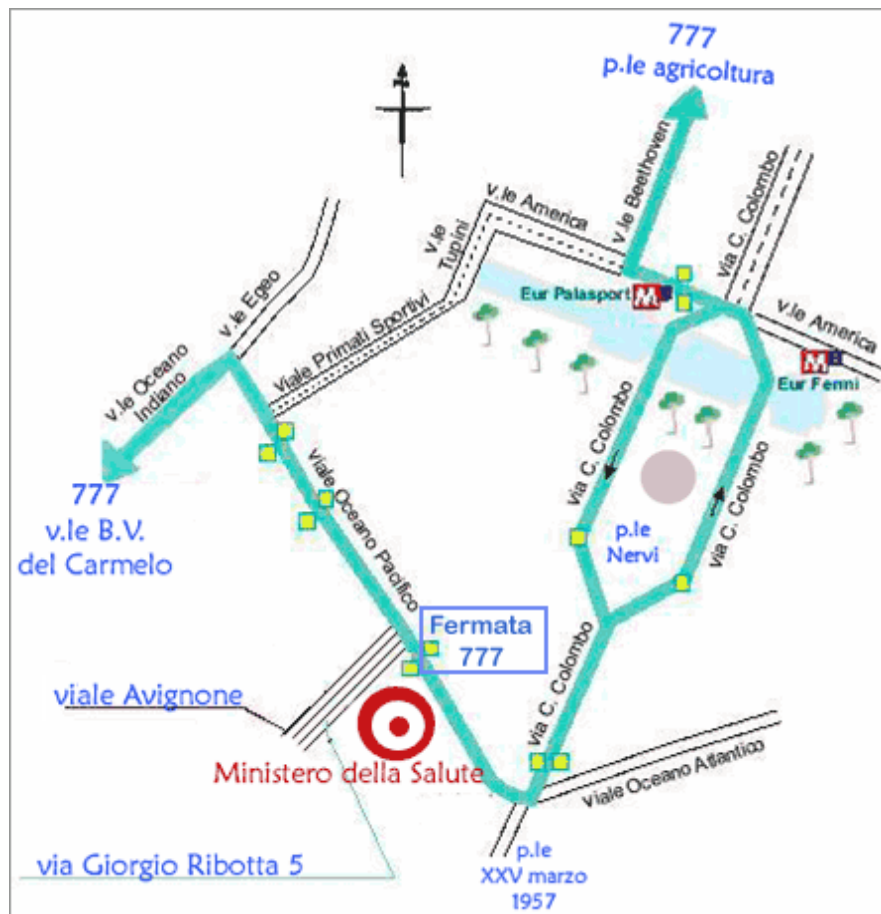 777
p.le agricoltura
v.le Beethoven
via C. Colombo
v.le America
v.le
Tupini
Eur Palasport
M
B
v.le America
M
B
Eur Fermi
v.le Egeo
Viale Primati Sportivi
v.le Oceano
Indiano
777
v.le B.V.
del Carmelo
viale Oceano Pacifico
via C. Colombo
via C. Colombo
p.le
Nervi
Fermata
777
via C. Colombo
viale Avignone
Ministero della Salute
viale Oceano Atlantico
via Giorgio Ribotta 5
p.le
XXV marzo
1957